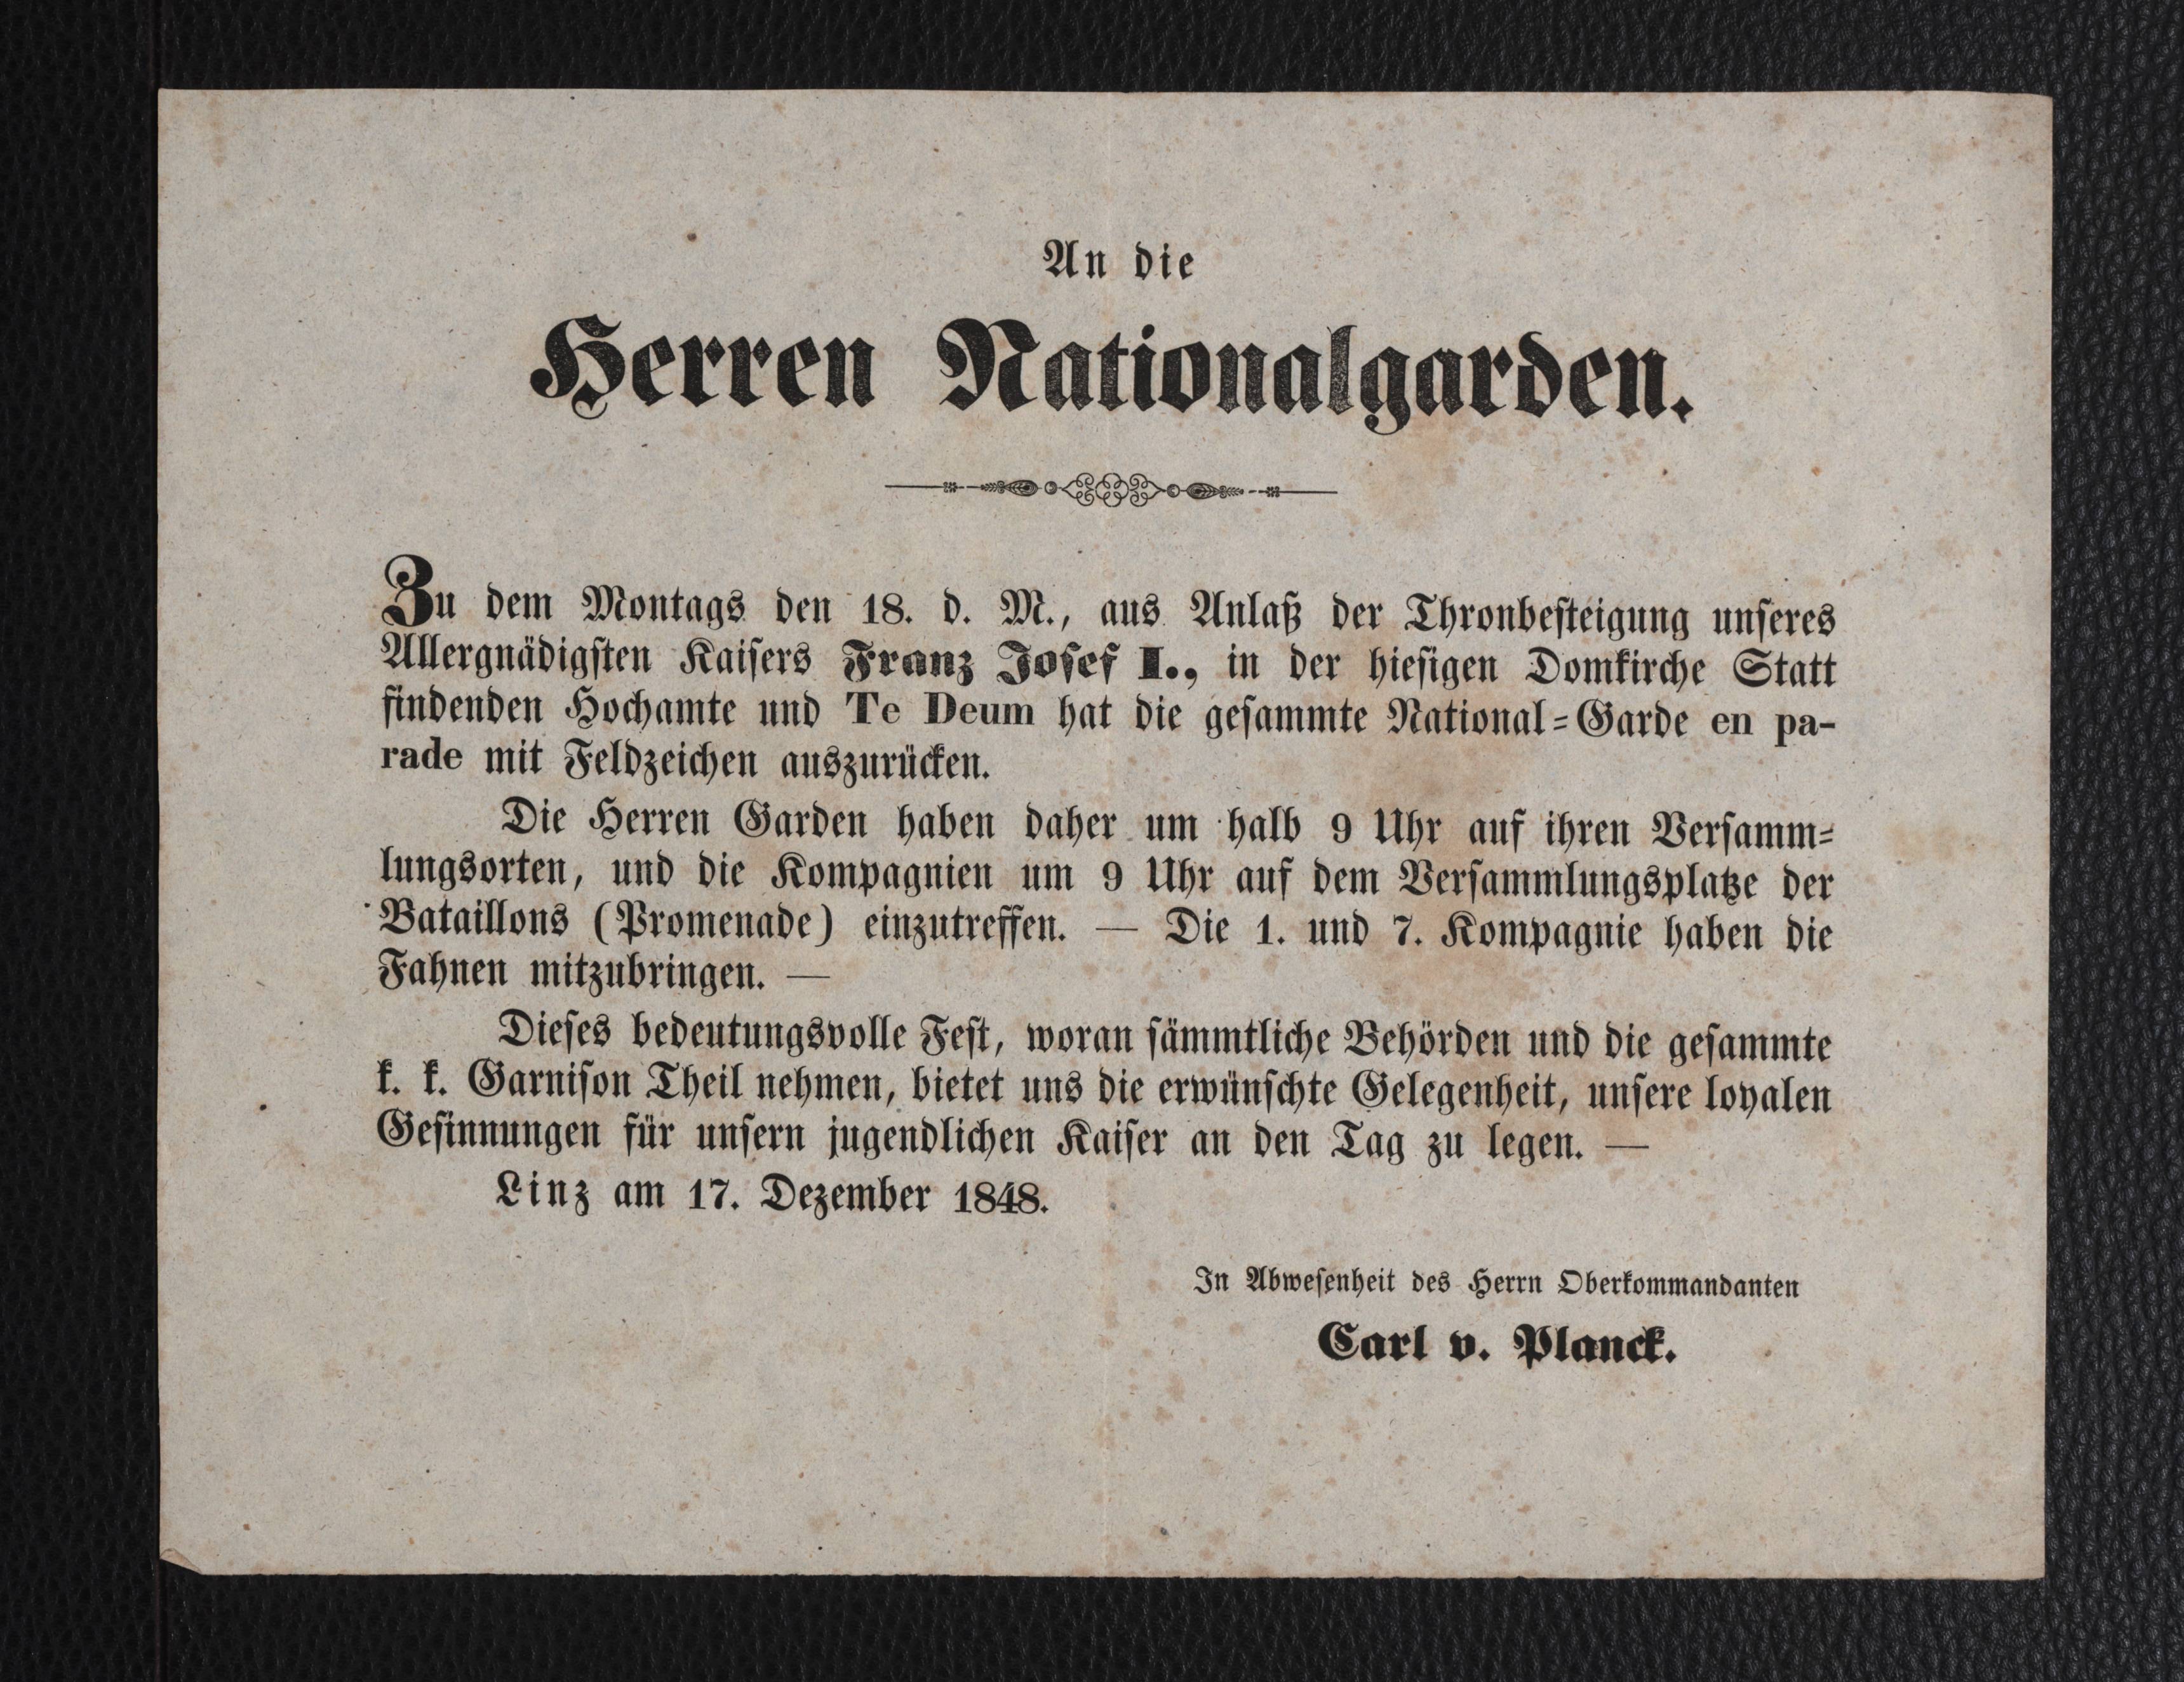 An die
Herren Nationalgarden.
Zu dem Montags den 18. d. M., aus Anlaß der Thronbesteigung unseres
Allergnädigsten Kaisers Franz Josef I., in der hiesigen Domkirche Statt
findenden Hochamte und Te Deum hat die gesammte National=Garde en pa-
rade mit Feldzeichen auszurücken.
Die Herren Garden haben daher um halb 9 Uhr auf ihren Versamm=
lungsorten, und die Kompagnien um 9 Uhr auf dem Versammlungsplatze der
Bataillons (Promenade) einzutreffen. — Die 1. und 7. Kompagnie haben die
Fahnen mitzubringen. —
Dieses bedeutungsvolle Fest, woran sämmtliche Behörden und die gesammte
k. k. Garnison Theil nehmen, bietet uns die erwünschte Gelegenheit, unsere loyalen
Gesinnungen für unsern jugendlichen Kaiser an den Tag zu legen. —
Linz am 17. Dezember 1848.
In Abwesenheit des Herrn Oberkommandanten
Carl v. Planck.